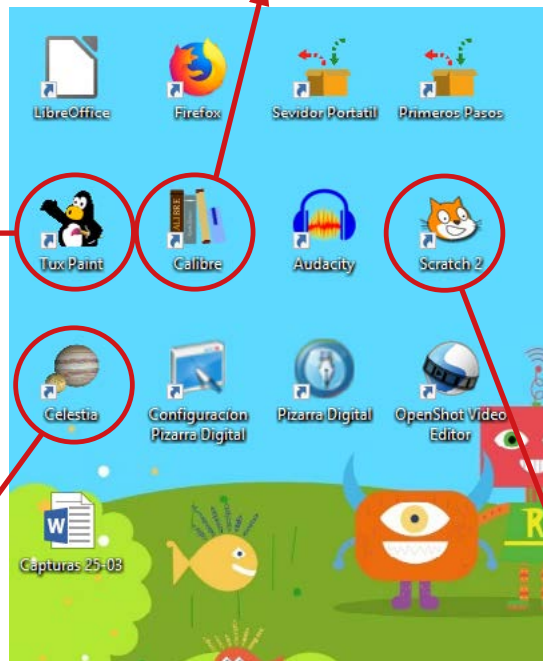 LibreOffice
Firefox
Sevidor Portatil
Primeros Pasos
ALIBRE
Tux Paint
Calibre
Audacity
Scratch 2
Celestia
Configuracion
Pizarra Digital
Pizarra Digital
OpenShot Video
Editor
W
R
Capturas 25-03